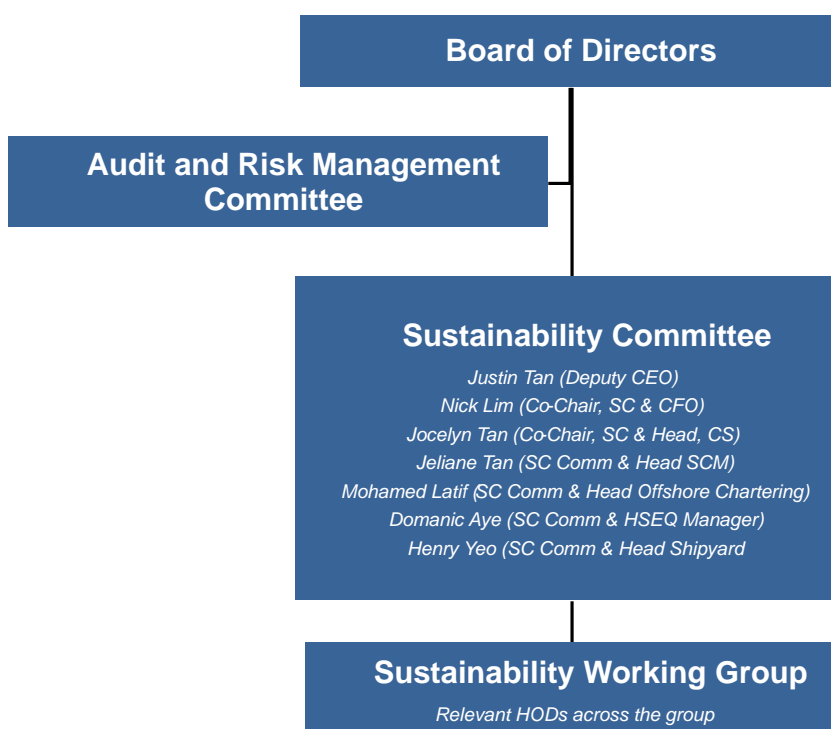 Board of Directors
Audit and Risk Management
Committee
Sustainability Committee
Justin Tan (Deputy CEO)
Nick Lim (Co-Chair, SC & CFO)
Jocelyn Tan (Co-Chair, SC & Head, CS)
Jeliane Tan (SC Comm & Head SCM)
Mohamed Latif (SC Comm & Head Offshore Chartering)
Domanic Aye (SC Comm & HSEQ Manager)
Henry Yeo (SC Comm & Head Shipyard
Sustainability Working Group
Relevant HODs across the group